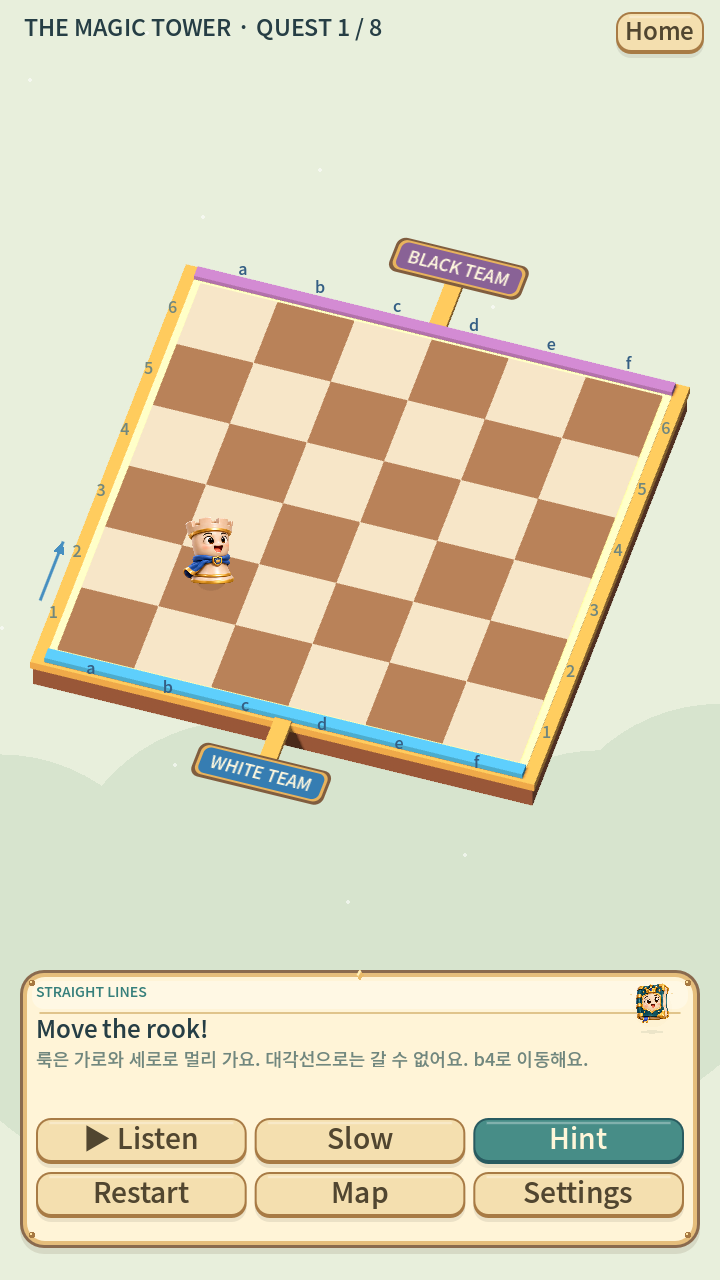 THE MAGIC TOWER · QUEST 1 / 8
Home
BLACK TEAM
a b c d e f
6 6
5 5
4 4
3 3
2 2
1 1
a b c d e f
WHITE TEAM
STRAIGHT LINES
Move the rook!
룩은 가로와 세로로 멀리 가요. 대각선으로는 갈 수 없어요. b4로 이동해요.
▶ Listen
Slow
Hint
Restart
Map
Settings